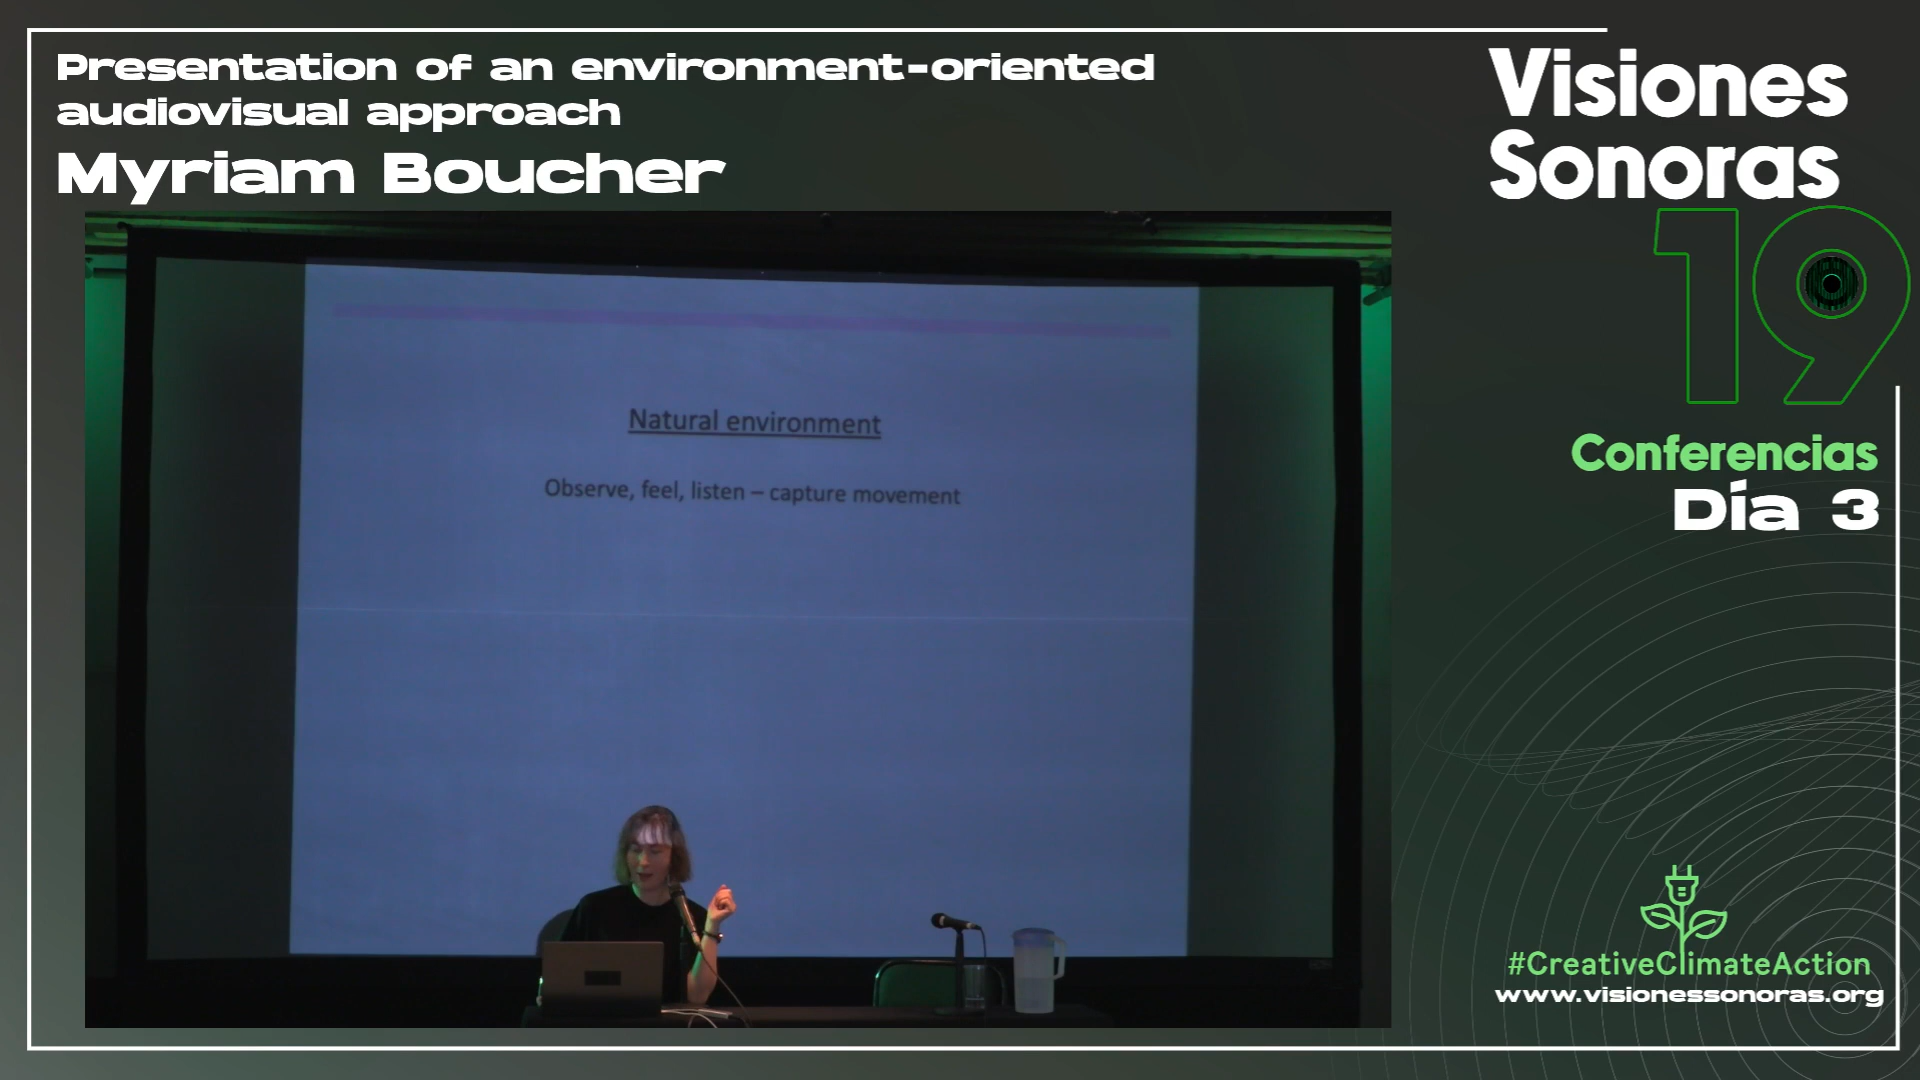 Presentation of an environment-oriented
audiovisual approach
Myriam Boucher
Visiones
Sonoras
19
Conferencias
Día 3
Natural environment
Observe, feel, listen – capture movement
#CreativeClimateAction
www.visionessonoras.org